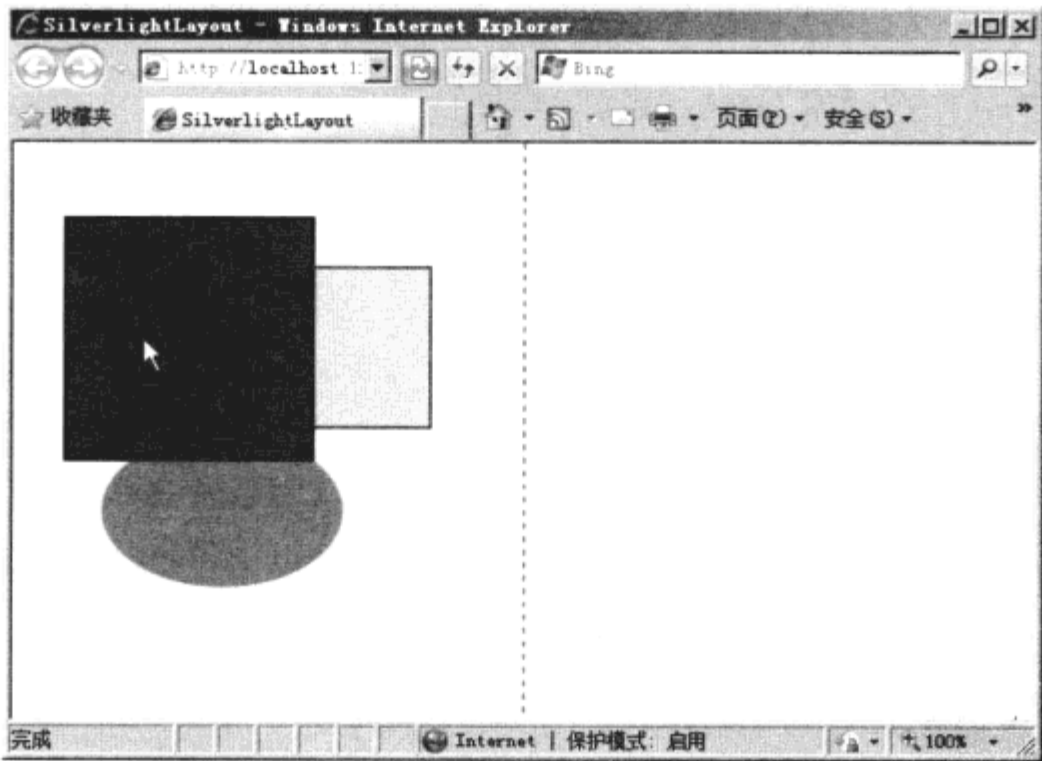 SilverlightLayout - Windows Internet Explorer
http://localhost:1 Bing
收藏夹 SilverlightLayout 页面(P) 安全(S) »
完成 Internet | 保护模式: 启用 100%